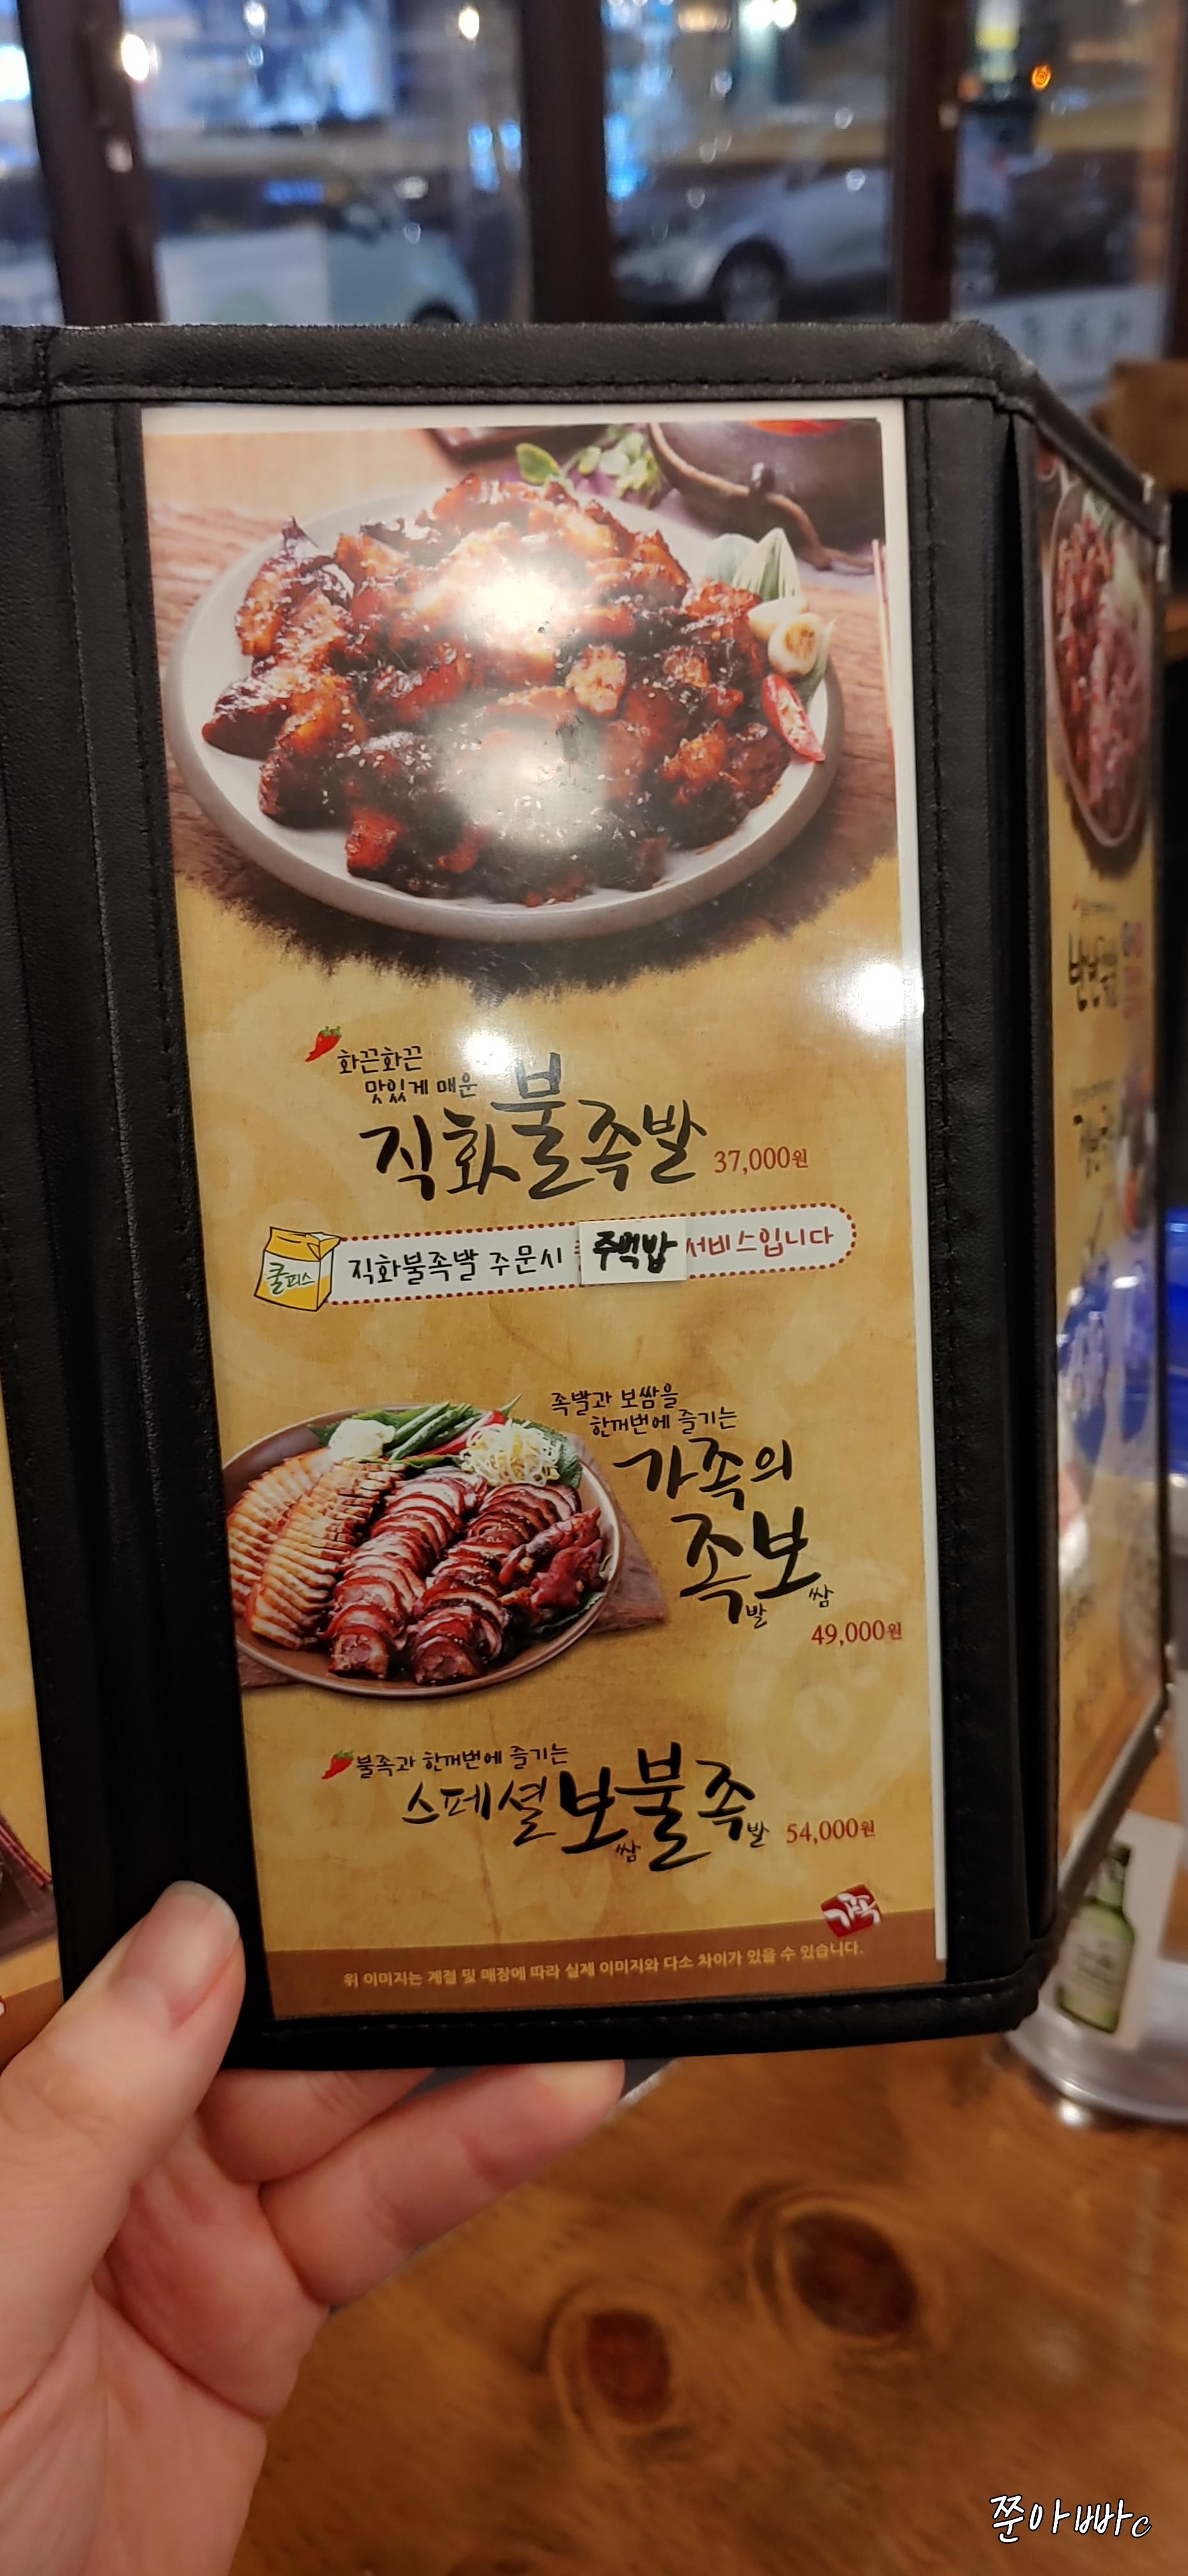 화끈화끈
맛있게 매운
직화불족발 37,000원
쿨피스
직화불족발 주문시 주먹밥 서비스입니다
족발과 보쌈을
한꺼번에 즐기는
가족의
족발보쌈
49,000원
불족과 한꺼번에 즐기는
스페셜 보쌈불족발 54,000원
가족
위 이미지는 계절 및 매장에 따라 실제 이미지와 다소 차이가 있을 수 있습니다.
쭌아빠c